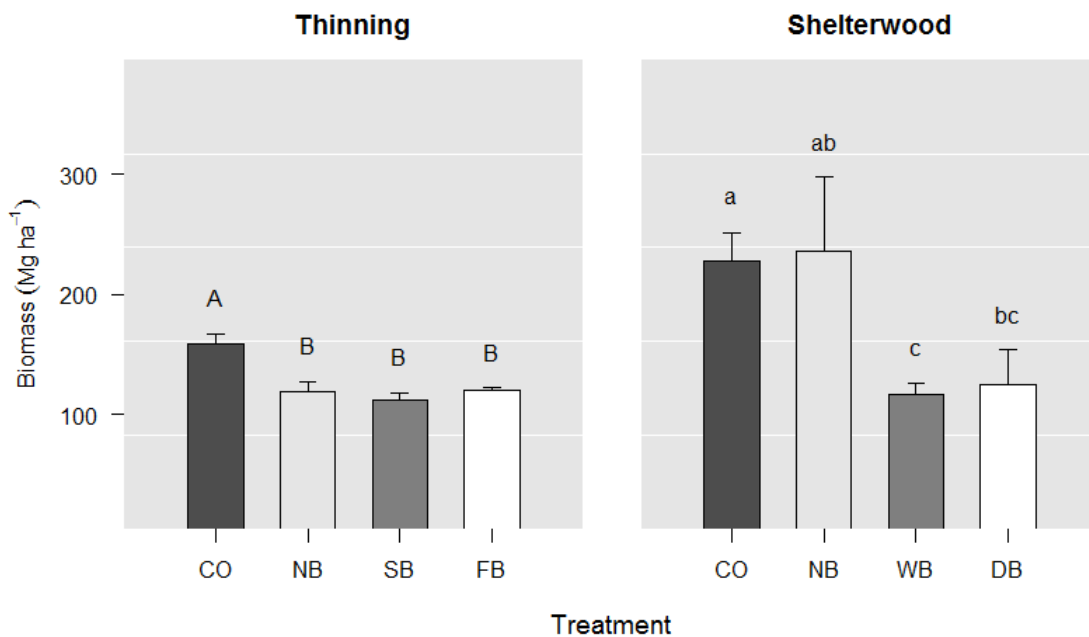 Thinning
Shelterwood
Biomass (Mg ha⁻¹)
300
200
100
A
B
B
B
a
ab
c
bc
CO NB SB FB
CO NB WB DB
Treatment